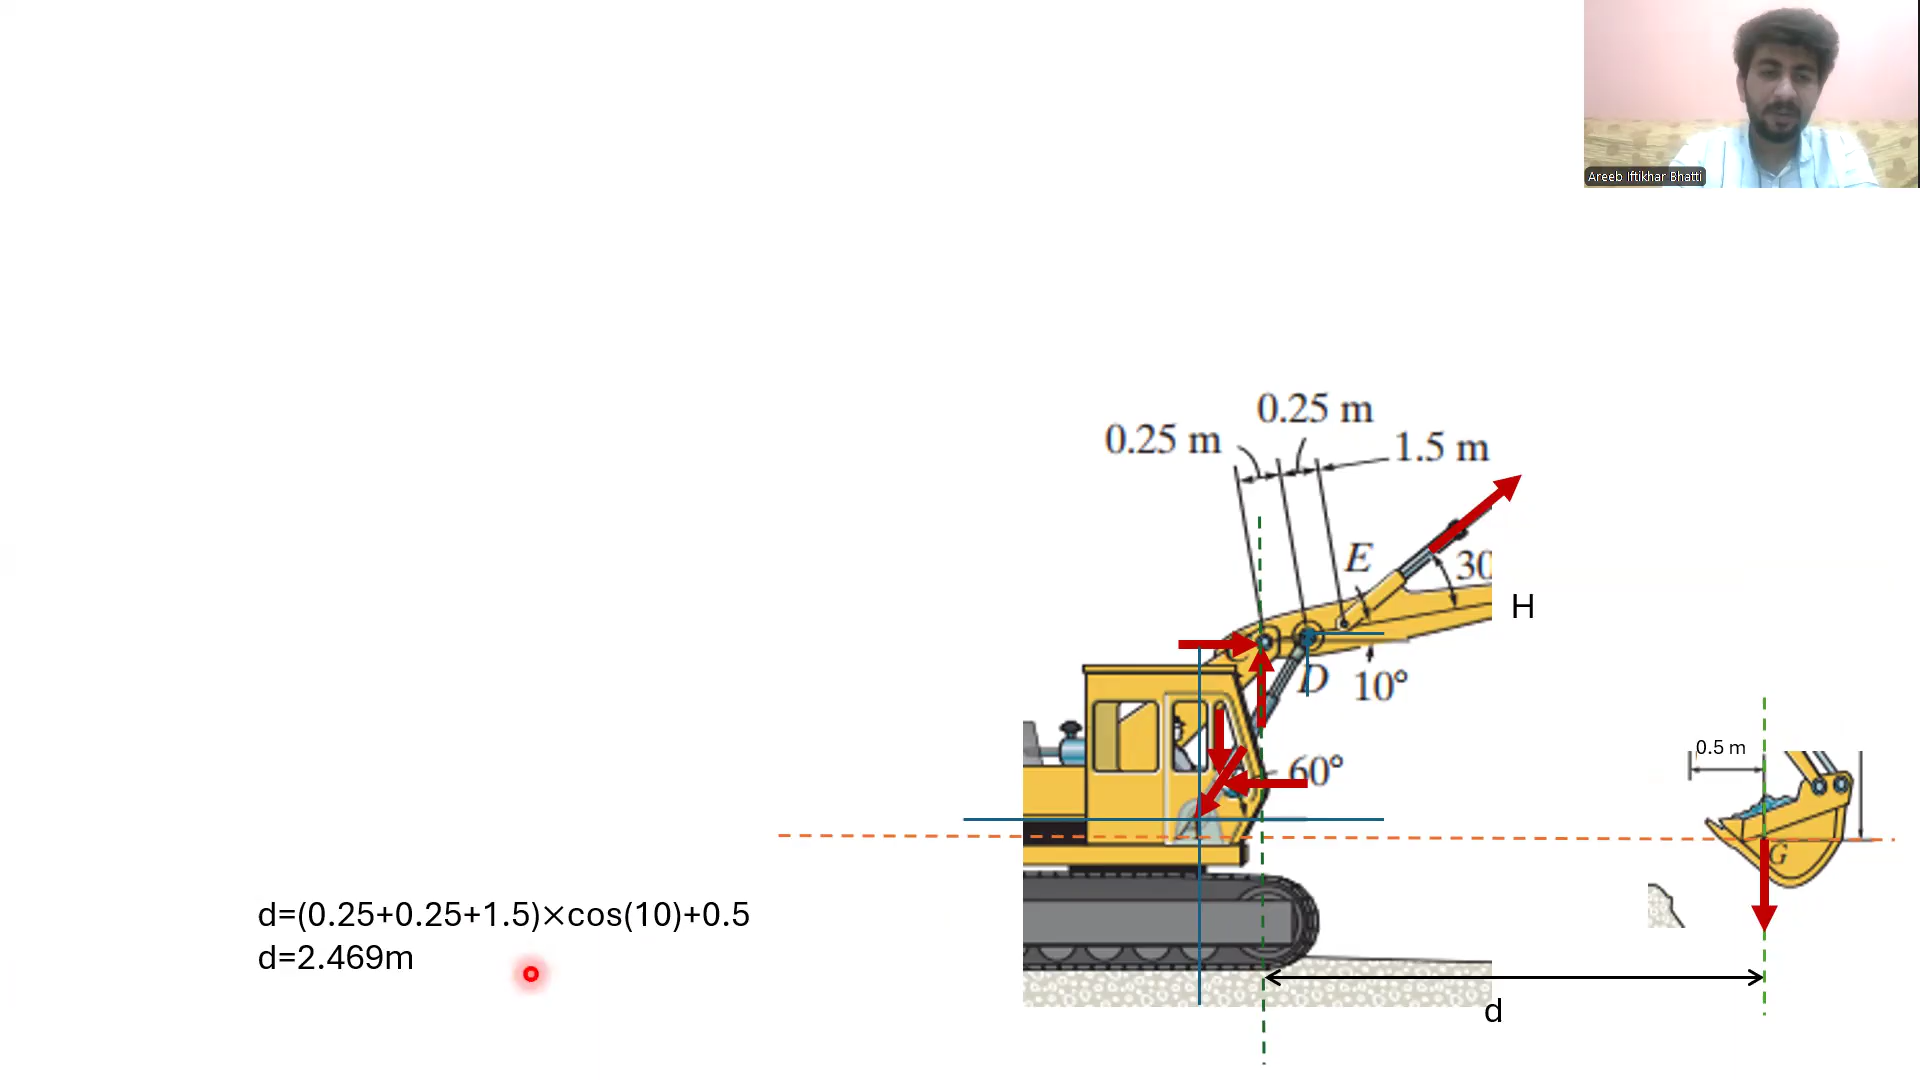 Areeb Iftikhar Bhatti
0.25 m
0.25 m
1.5 m
E
30
H
D
10°
60°
0.5 m
G
d=(0.25+0.25+1.5)×cos(10)+0.5
d=2.469m
d